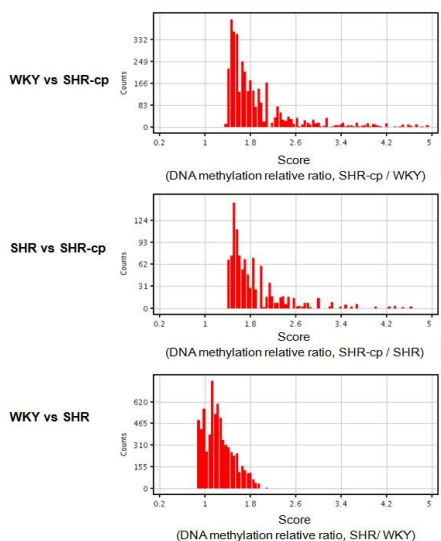 WKY vs SHR-cp
Counts
332
249
166
83
0
0.2 1 1.8 2.6 3.4 4.2 5
Score
(DNA methylation relative ratio, SHR-cp / WKY)
SHR vs SHR-cp
Counts
124
93
62
31
0
0.2 1 1.8 2.6 3.4 4.2 5
Score
(DNA methylation relative ratio, SHR-cp / SHR)
WKY vs SHR
Counts
620
465
310
155
0
0.2 1 1.8 2.6 3.4 4.2 5
Score
(DNA methylation relative ratio, SHR/ WKY)